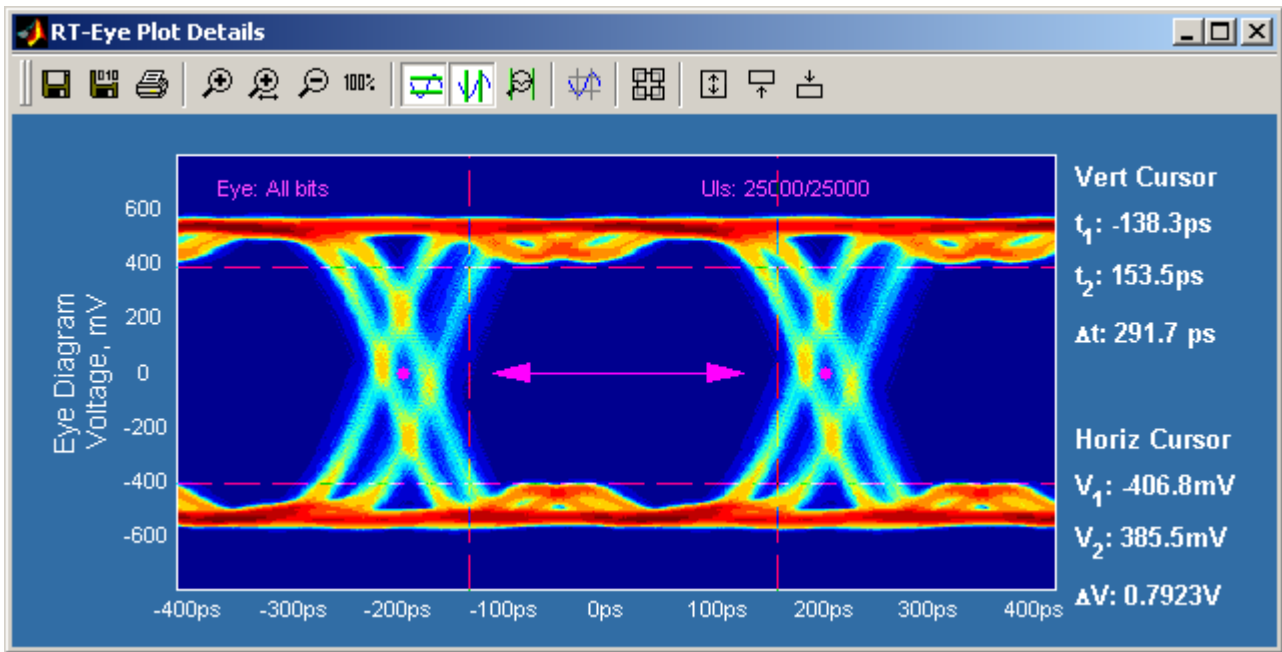 RT-Eye Plot Details
010
100%
Eye: All bits
UIs: 25000/25000
Eye Diagram
Voltage, mV
600
400
200
0
-200
-400
-600
-400ps -300ps -200ps -100ps 0ps 100ps 200ps 300ps 400ps
Vert Cursor
t1: -138.3ps
t2: 153.5ps
Δt: 291.7 ps
Horiz Cursor
V1: -406.8mV
V2: 385.5mV
ΔV: 0.7923V